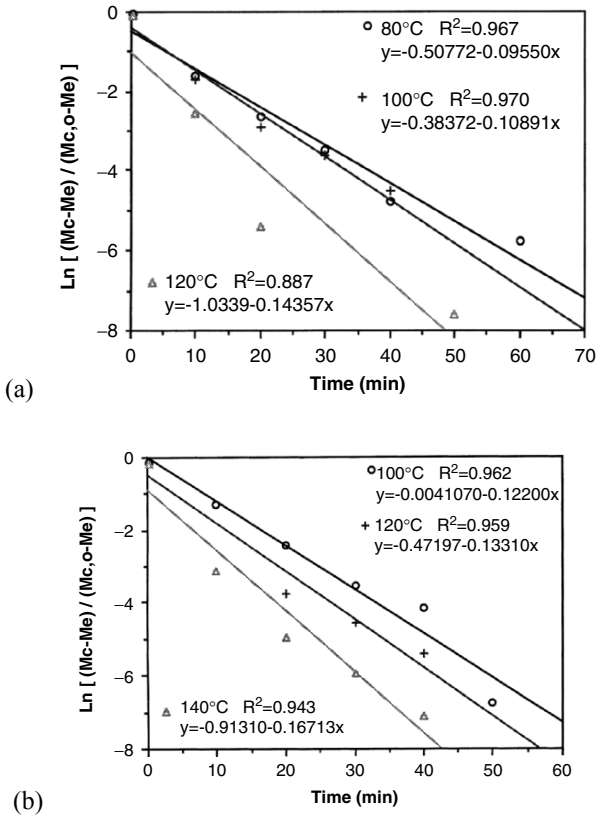 0
80°C R²=0.967
y=-0.50772-0.09550x
100°C R²=0.970
y=-0.38372-0.10891x
−2
−4
−6
−8
Ln [ (Mc-Me) / (Mc,o-Me) ]
120°C R²=0.887
y=-1.0339-0.14357x
0 10 20 30 40 50 60 70
Time (min)
(a)
0
100°C R²=0.962
y=-0.0041070-0.12200x
120°C R²=0.959
y=-0.47197-0.13310x
−2
−4
−6
−8
Ln [ (Mc-Me) / (Mc,o-Me) ]
140°C R²=0.943
y=-0.91310-0.16713x
0 10 20 30 40 50 60
Time (min)
(b)